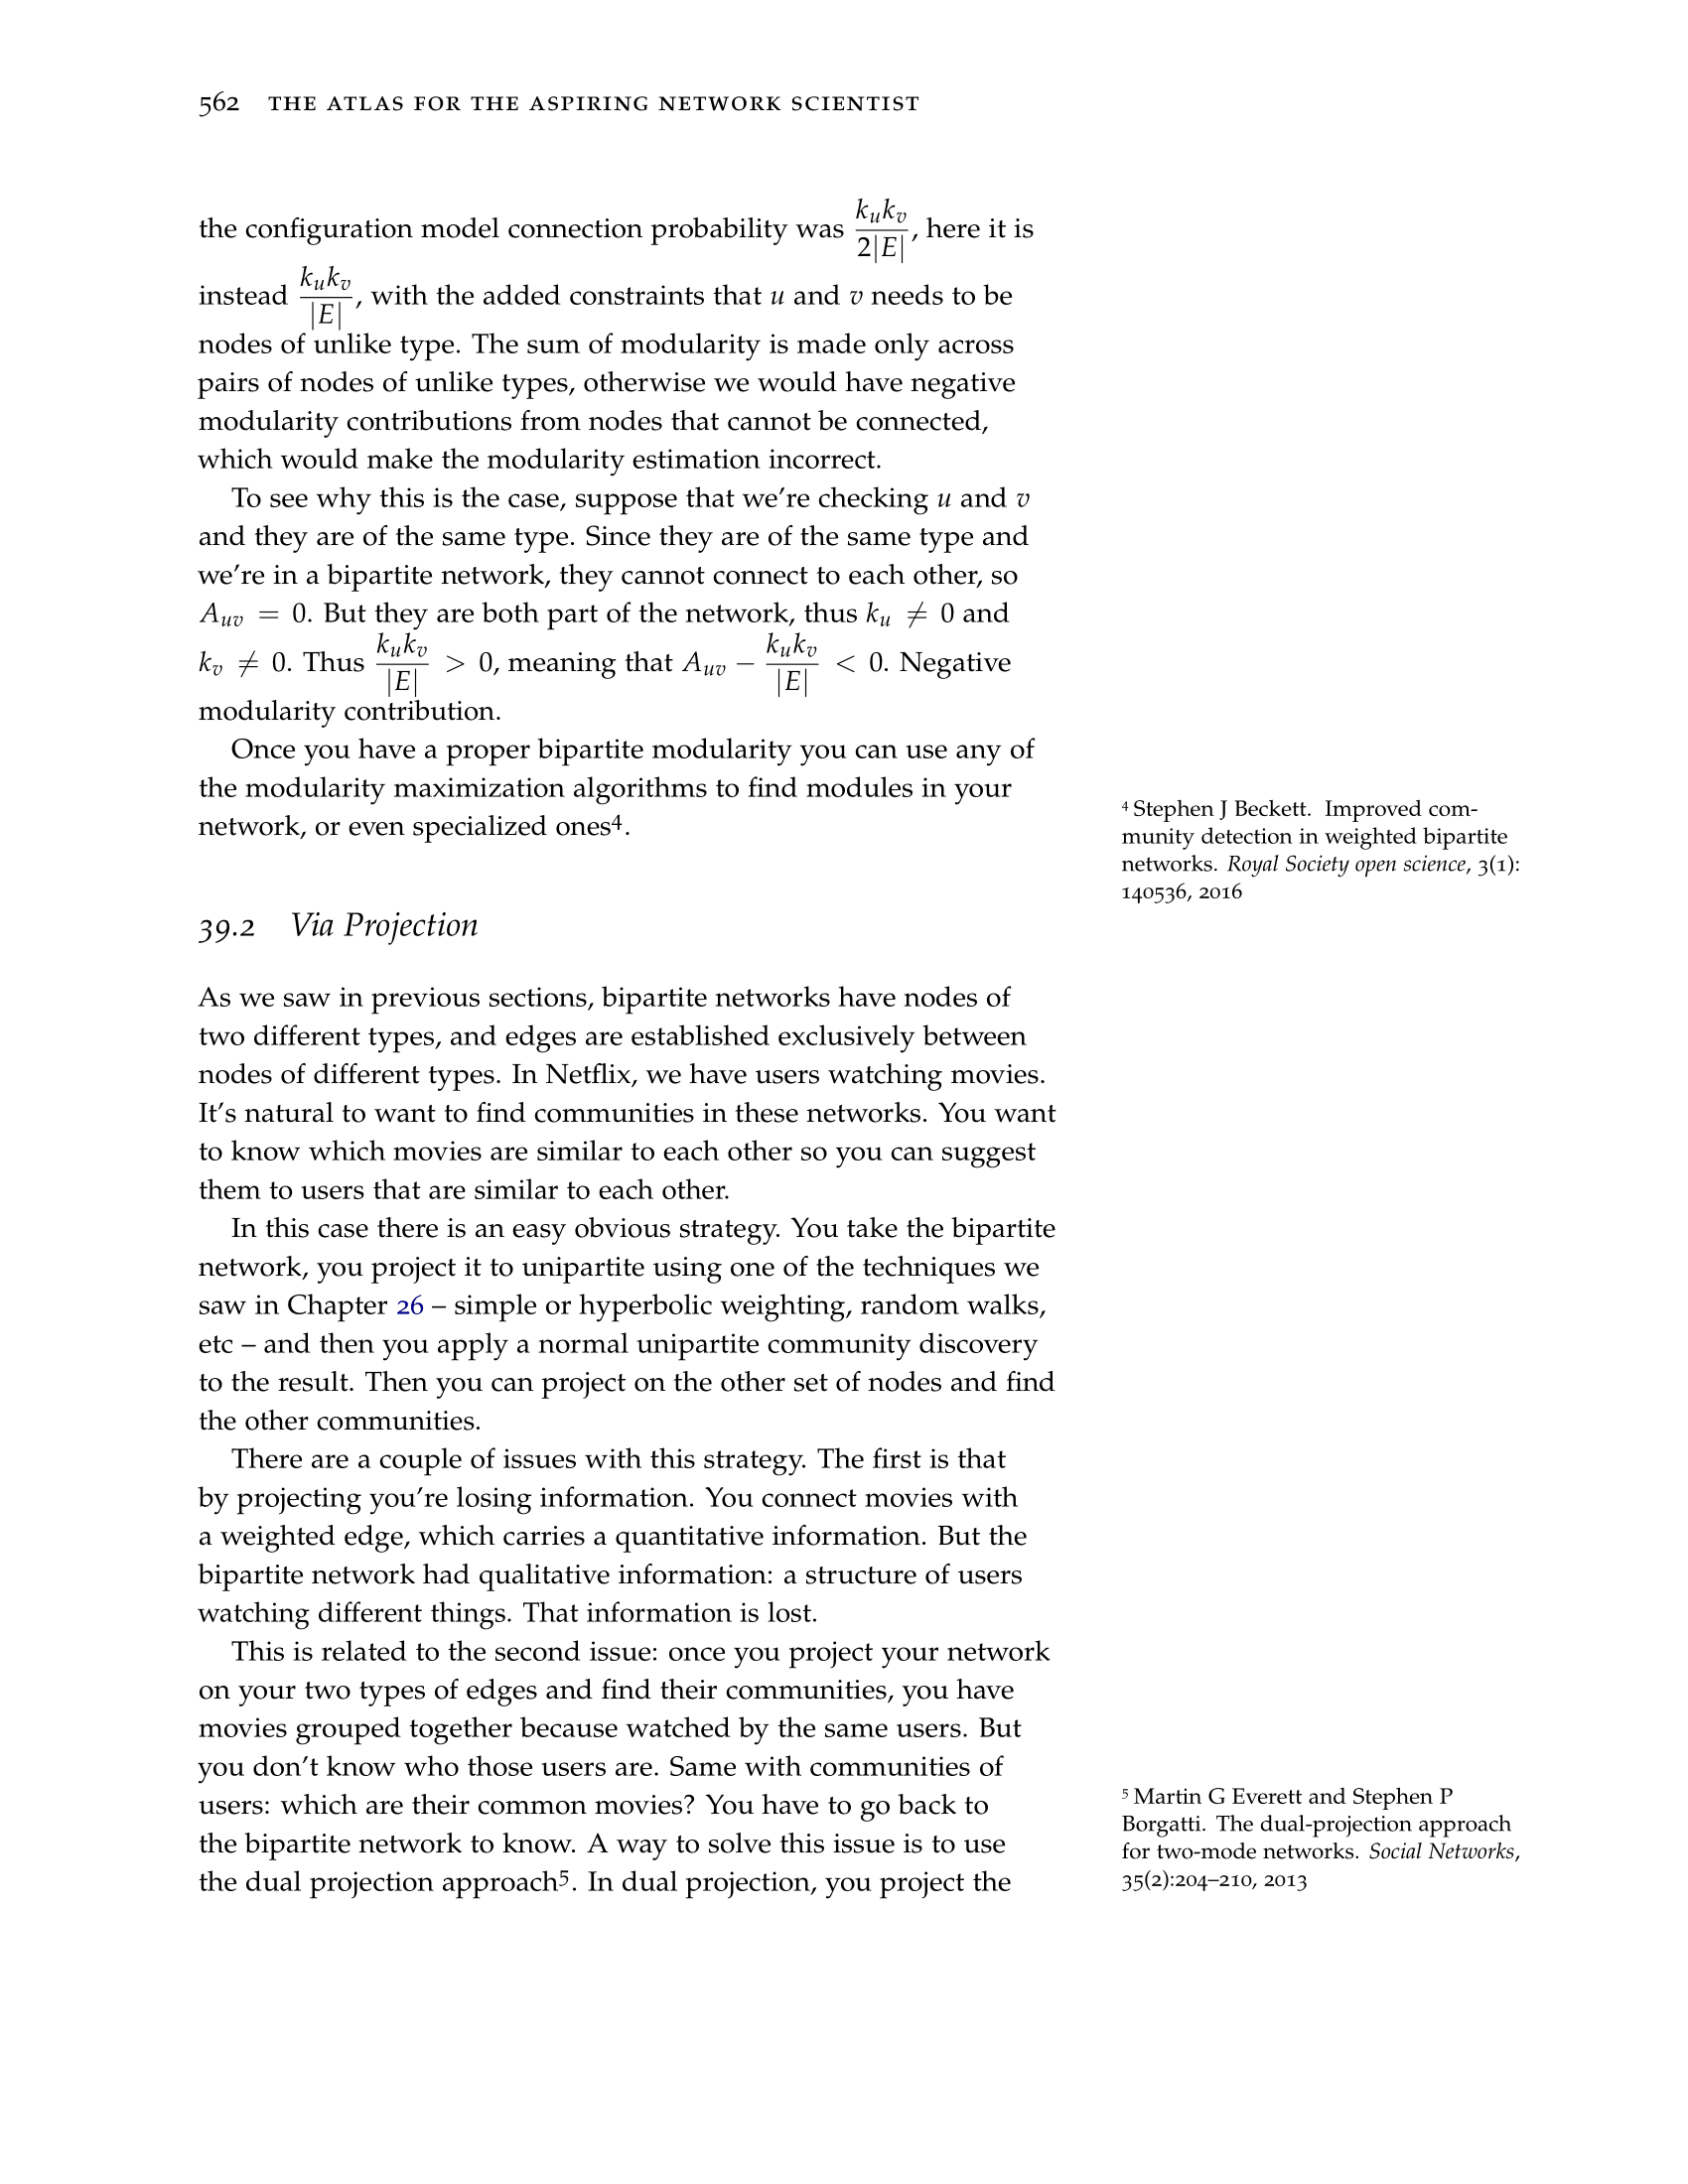 562 THE ATLAS FOR THE ASPIRING NETWORK SCIENTIST
the configuration model connection probability was $\frac{k_u k_v}{2|E|}$, here it is
instead $\frac{k_u k_v}{|E|}$, with the added constraints that u and v needs to be
nodes of unlike type. The sum of modularity is made only across
pairs of nodes of unlike types, otherwise we would have negative
modularity contributions from nodes that cannot be connected,
which would make the modularity estimation incorrect.
To see why this is the case, suppose that we're checking u and v
and they are of the same type. Since they are of the same type and
we're in a bipartite network, they cannot connect to each other, so
$A_{uv} = 0$. But they are both part of the network, thus $k_u \neq 0$ and
$k_v \neq 0$. Thus $\frac{k_u k_v}{|E|} > 0$, meaning that $A_{uv} - \frac{k_u k_v}{|E|} < 0$. Negative
modularity contribution.
Once you have a proper bipartite modularity you can use any of
the modularity maximization algorithms to find modules in your
network, or even specialized ones⁴.
⁴ Stephen J Beckett. Improved com-
munity detection in weighted bipartite
networks. Royal Society open science, 3(1):
140536, 2016
39.2 Via Projection
As we saw in previous sections, bipartite networks have nodes of
two different types, and edges are established exclusively between
nodes of different types. In Netflix, we have users watching movies.
It's natural to want to find communities in these networks. You want
to know which movies are similar to each other so you can suggest
them to users that are similar to each other.
In this case there is an easy obvious strategy. You take the bipartite
network, you project it to unipartite using one of the techniques we
saw in Chapter 26 – simple or hyperbolic weighting, random walks,
etc – and then you apply a normal unipartite community discovery
to the result. Then you can project on the other set of nodes and find
the other communities.
There are a couple of issues with this strategy. The first is that
by projecting you're losing information. You connect movies with
a weighted edge, which carries a quantitative information. But the
bipartite network had qualitative information: a structure of users
watching different things. That information is lost.
This is related to the second issue: once you project your network
on your two types of edges and find their communities, you have
movies grouped together because watched by the same users. But
you don't know who those users are. Same with communities of
users: which are their common movies? You have to go back to
the bipartite network to know. A way to solve this issue is to use
the dual projection approach⁵. In dual projection, you project the
⁵ Martin G Everett and Stephen P
Borgatti. The dual-projection approach
for two-mode networks. Social Networks,
35(2):204–210, 2013